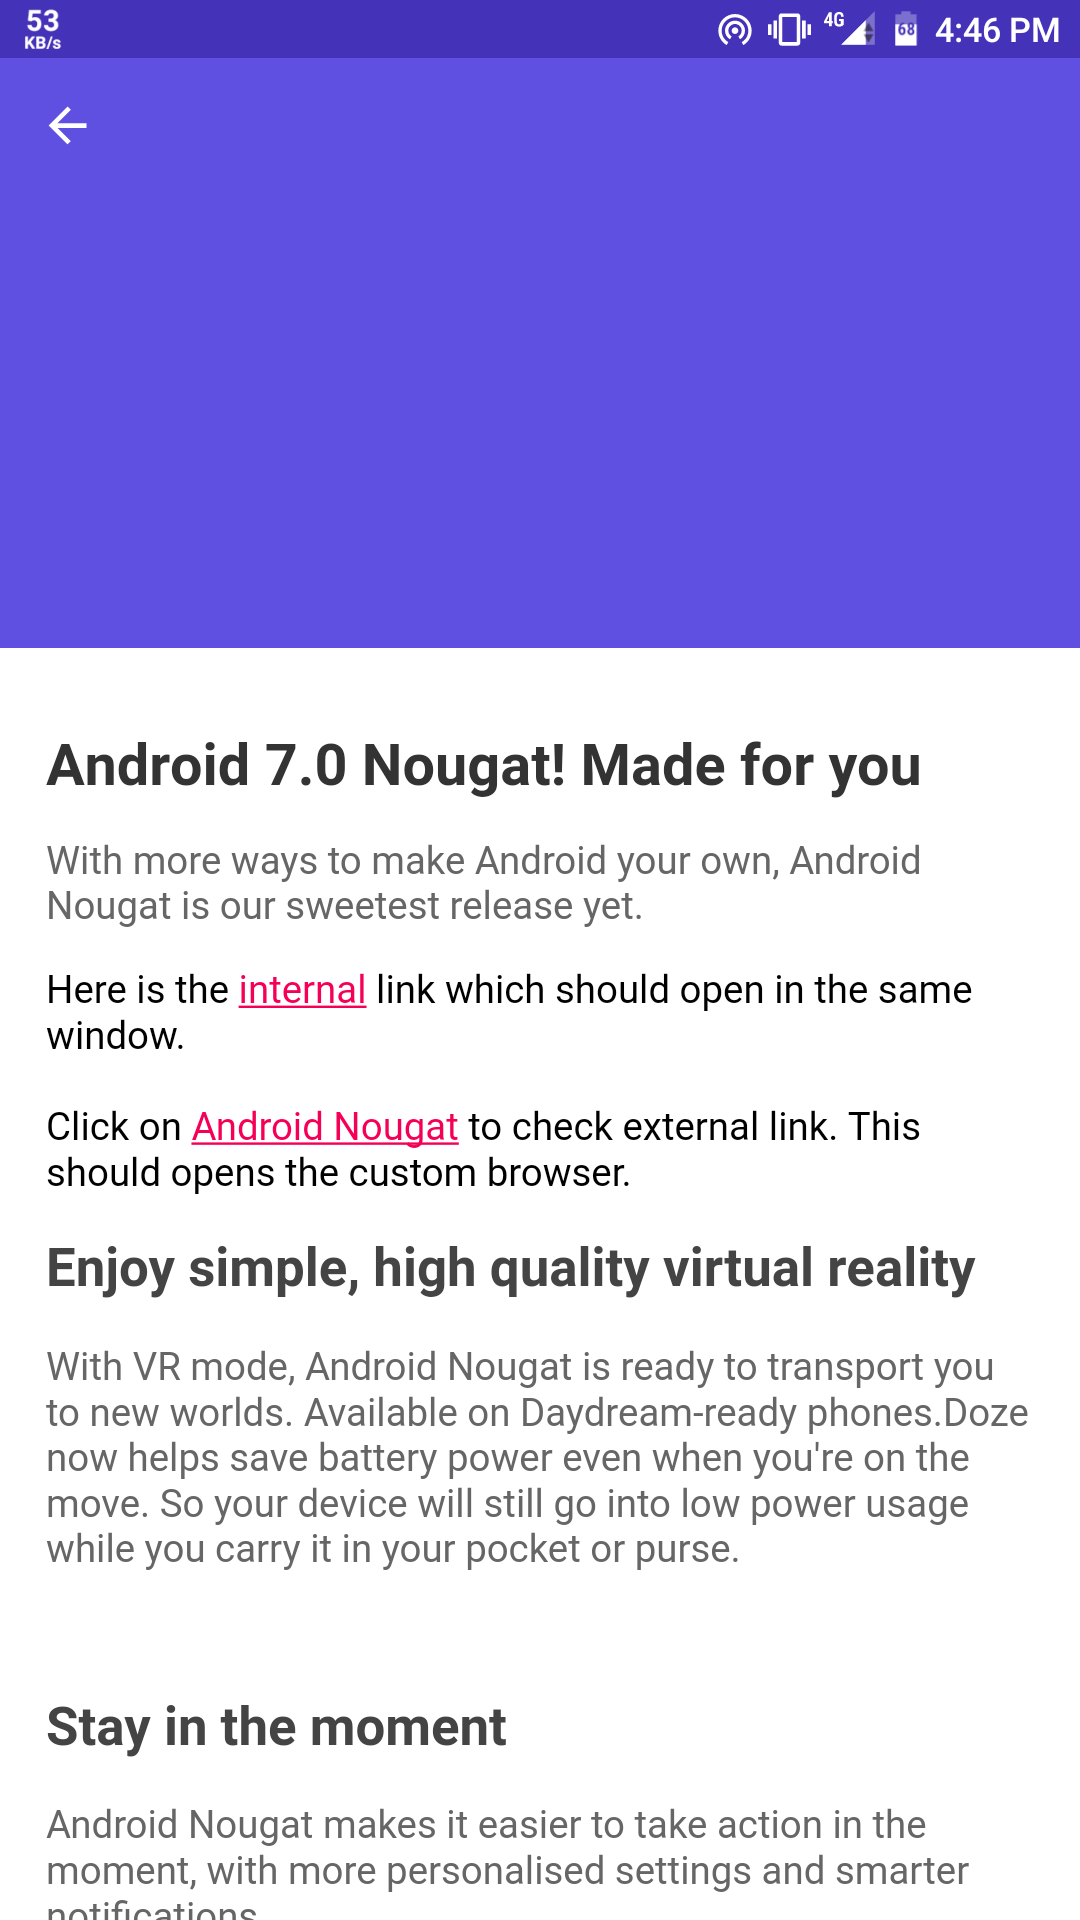 53
KB/s
4G
68
4:46 PM
Android 7.0 Nougat! Made for you
With more ways to make Android your own, Android
Nougat is our sweetest release yet.
Here is the internal link which should open in the same
window.
Click on Android Nougat to check external link. This
should opens the custom browser.
Enjoy simple, high quality virtual reality
With VR mode, Android Nougat is ready to transport you
to new worlds. Available on Daydream-ready phones.Doze
now helps save battery power even when you're on the
move. So your device will still go into low power usage
while you carry it in your pocket or purse.
Stay in the moment
Android Nougat makes it easier to take action in the
moment, with more personalised settings and smarter
notifications